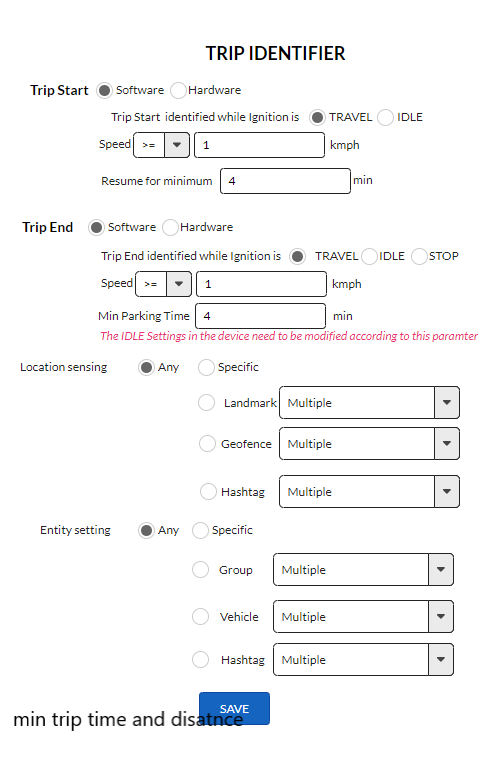 TRIP IDENTIFIER
Trip Start Software Hardware
Trip Start identified while Ignition is TRAVEL IDLE
Speed >= 1 kmph
Resume for minimum 4 min
Trip End Software Hardware
Trip End identified while Ignition is TRAVEL IDLE STOP
Speed >= 1 kmph
Min Parking Time 4 min
The IDLE Settings in the device need to be modified according to this paramter
Location sensing Any Specific
Landmark Multiple
Geofence Multiple
Hashtag Multiple
Entity setting Any Specific
Group Multiple
Vehicle Multiple
Hashtag Multiple
SAVE
min trip time and disatnce